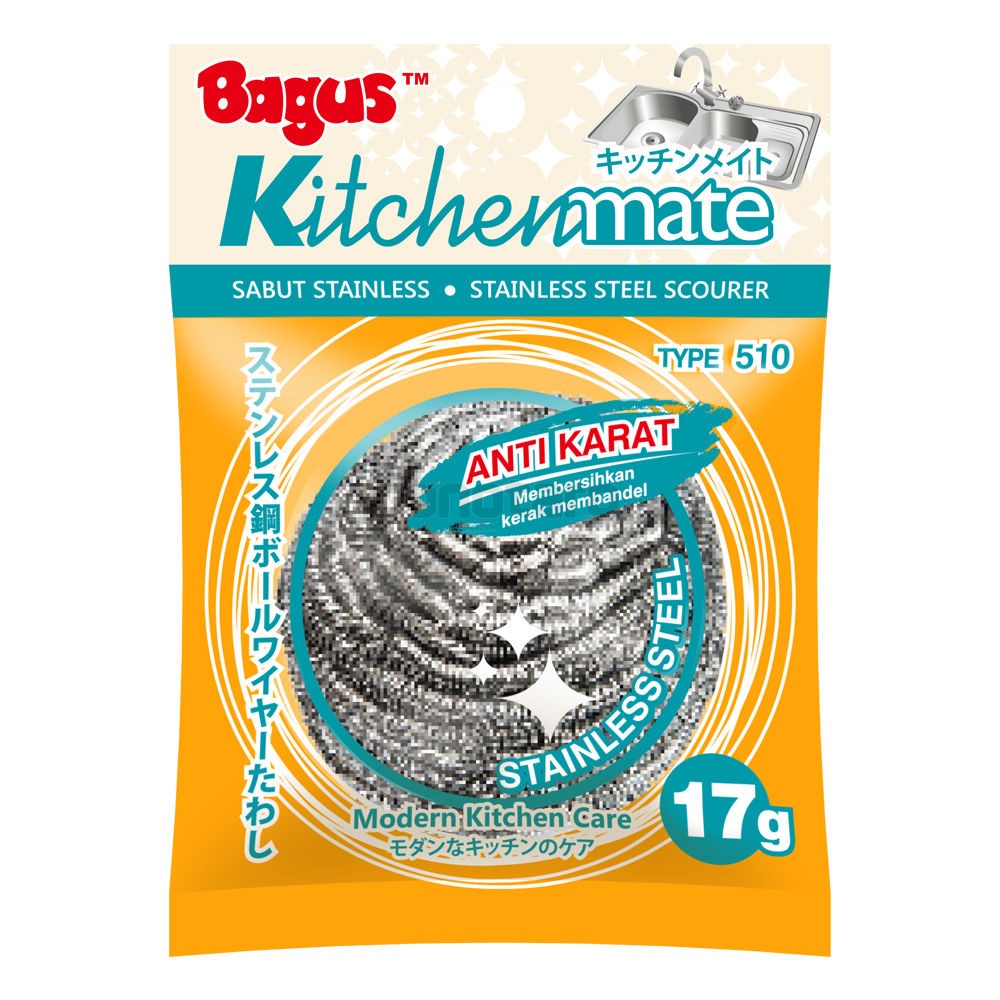 Bagus™
キッチンメイト
Kitchenmate
SABUT STAINLESS • STAINLESS STEEL SCOURER
TYPE 510
ステンレス鋼ボールワイヤーたわし
ANTI KARAT
Membersihkan
kerak membandel
STAINLESS STEEL
17g
Modern Kitchen Care
モダンなキッチンのケア